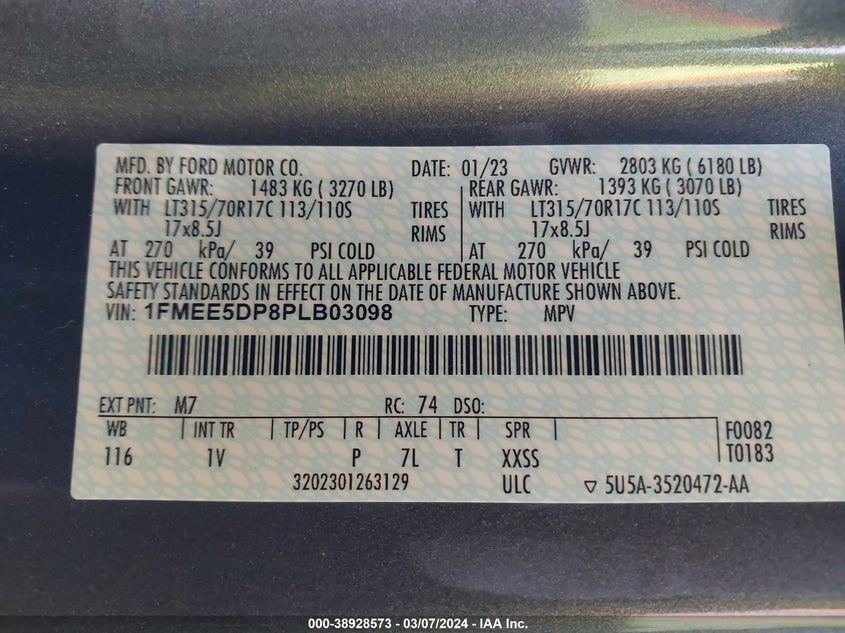 MFD. BY FORD MOTOR CO. DATE: 01/23 GVWR: 2803 KG ( 6180 LB)
FRONT GAWR: 1483 KG ( 3270 LB) REAR GAWR: 1393 KG ( 3070 LB)
WITH LT315/70R17C 113/110S TIRES WITH LT315/70R17C 113/110S TIRES
17x8.5J RIMS 17x8.5J RIMS
AT 270 kPa/ 39 PSI COLD AT 270 kPa/ 39 PSI COLD
THIS VEHICLE CONFORMS TO ALL APPLICABLE FEDERAL MOTOR VEHICLE
SAFETY STANDARDS IN EFFECT ON THE DATE OF MANUFACTURE SHOWN ABOVE.
VIN: 1FMEE5DP8PLB03098 TYPE: MPV
EXT PNT: M7 RC: 74 DSO:
WB INT TR TP/PS R AXLE TR SPR F0082
116 1V P 7L T XXSS T0183
3202301263129 ULC ▽ 5U5A-3520472-AA
000-38928573 - 03/07/2024 - IAA Inc.